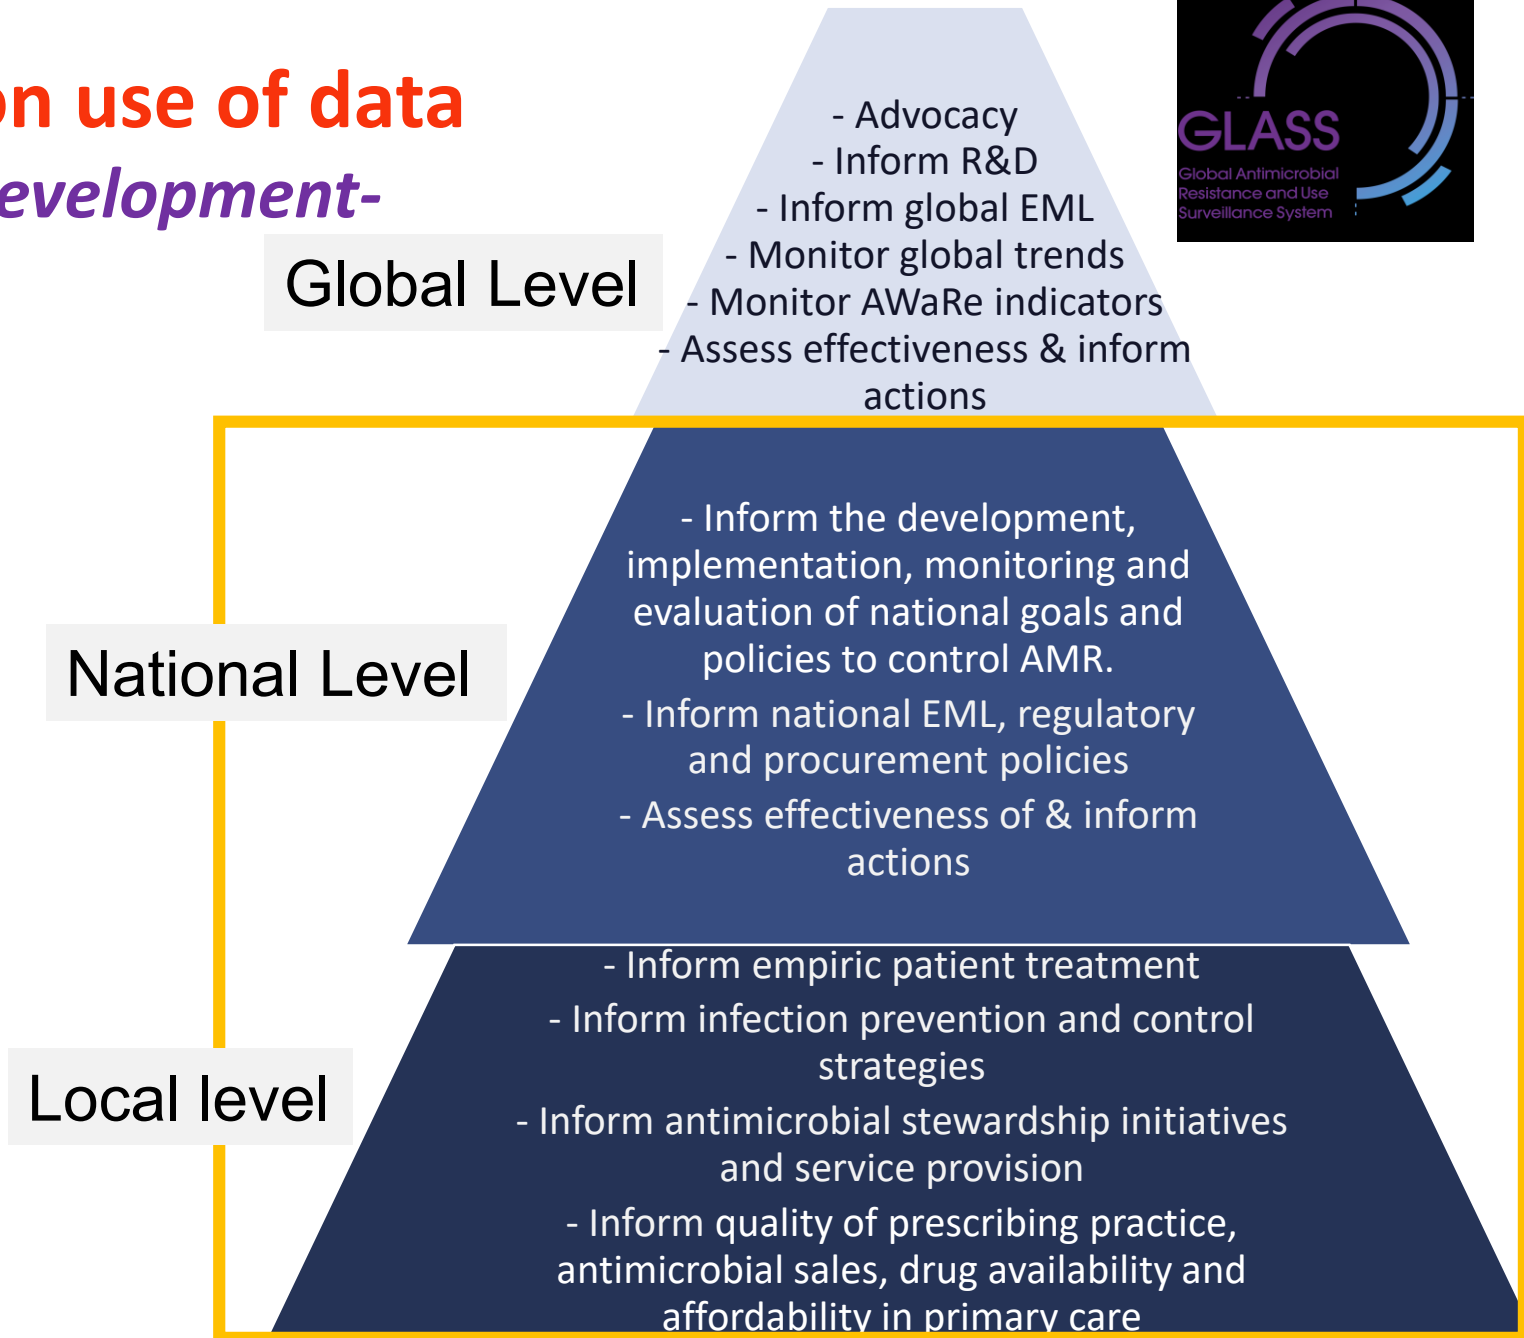 on use of data
evelopment-
GLASS
Global Antimicrobial
Resistance and Use
Surveillance System
Global Level
- Advocacy
- Inform R&D
- Inform global EML
- Monitor global trends
- Monitor AWaRe indicators
- Assess effectiveness & inform
actions
National Level
- Inform the development,
implementation, monitoring and
evaluation of national goals and
policies to control AMR.
- Inform national EML, regulatory
and procurement policies
- Assess effectiveness of & inform
actions
Local level
- Inform empiric patient treatment
- Inform infection prevention and control
strategies
- Inform antimicrobial stewardship initiatives
and service provision
- Inform quality of prescribing practice,
antimicrobial sales, drug availability and
affordability in primary care